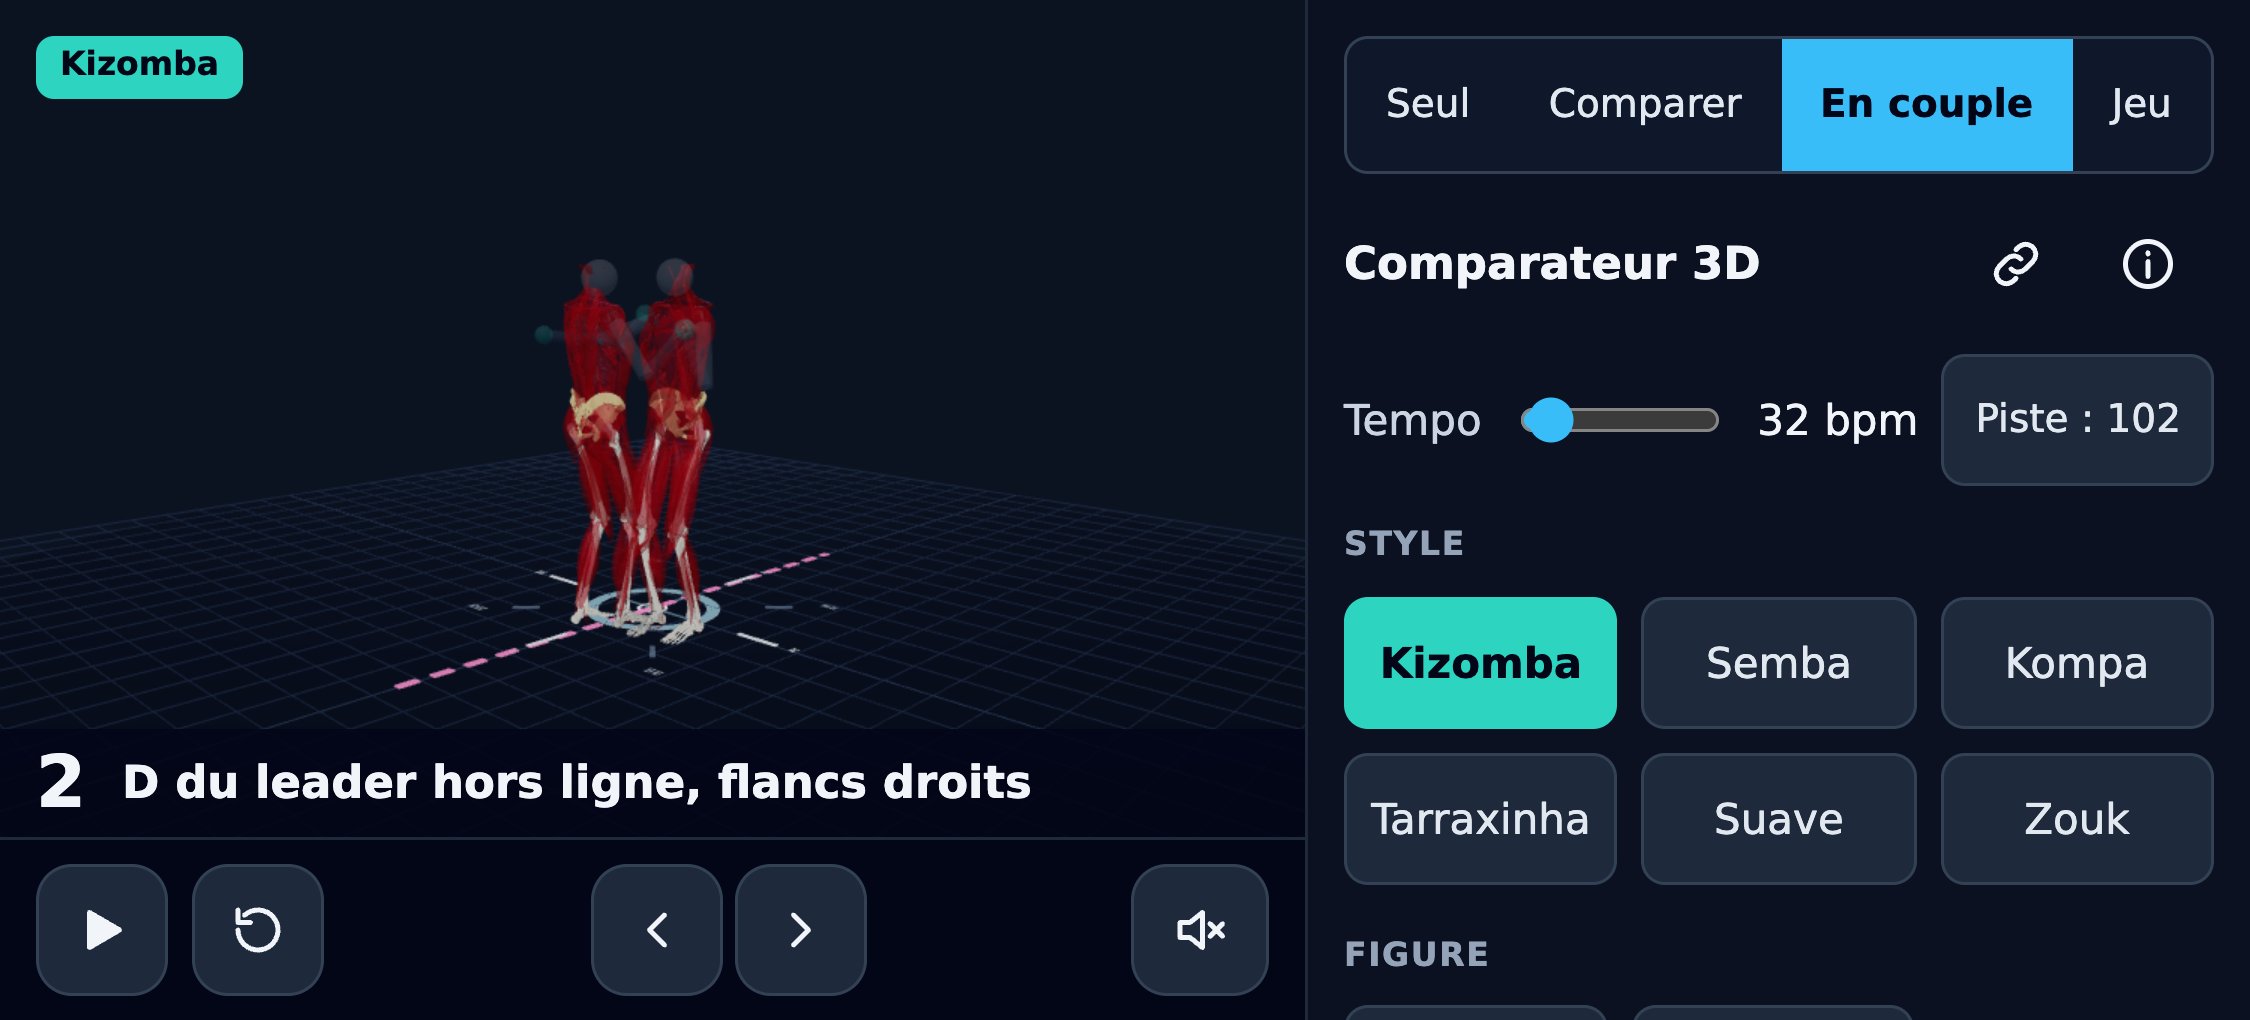 Kizomba
2 D du leader hors ligne, flancs droits
Seul Comparer En couple Jeu
Comparateur 3D
Tempo 32 bpm Piste : 102
STYLE
Kizomba Semba Kompa
Tarraxinha Suave Zouk
FIGURE